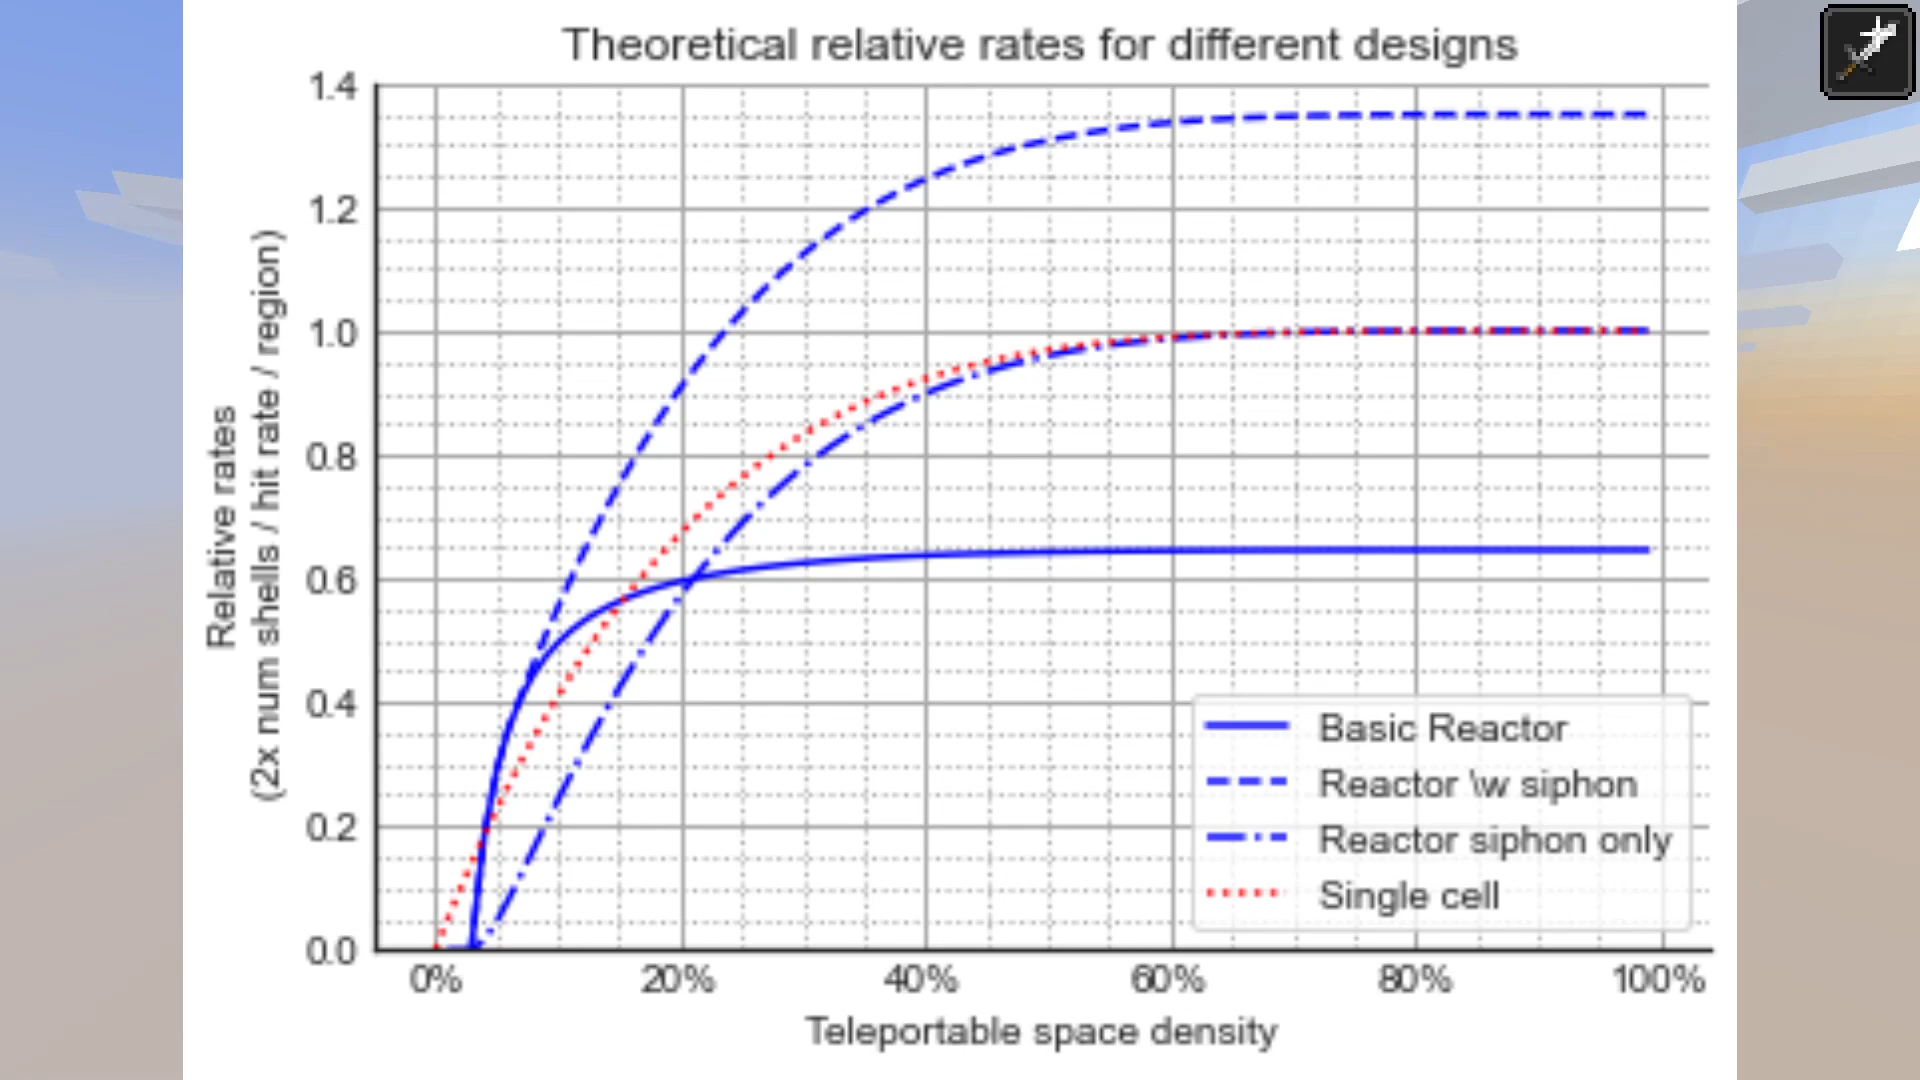 Theoretical relative rates for different designs
1.4
1.2
1.0
0.8
0.6
0.4
0.2
0.0
Relative rates
(2x num shells / hit rate / region)
0%
20%
40%
60%
80%
100%
Teleportable space density
Basic Reactor
Reactor \w siphon
Reactor siphon only
Single cell